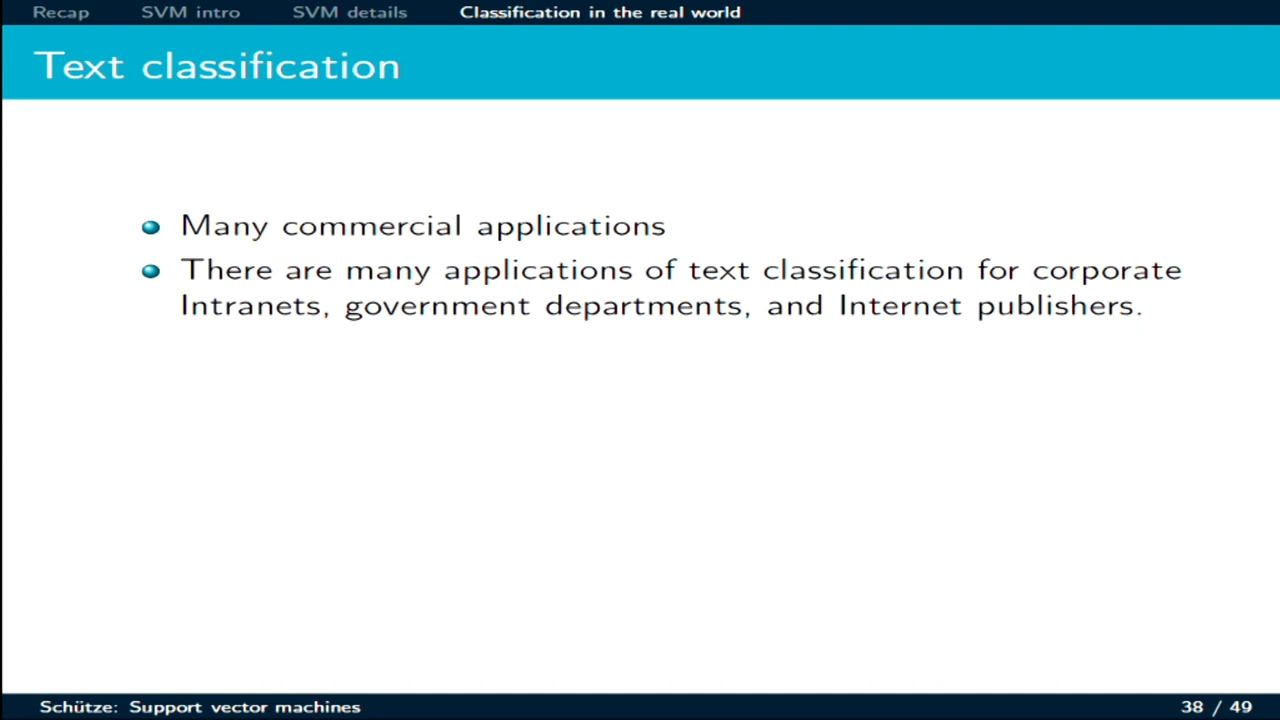 Recap SVM intro SVM details Classification in the real world
Text classification
Many commercial applications
There are many applications of text classification for corporate
Intranets, government departments, and Internet publishers.
Schütze: Support vector machines 38 / 49